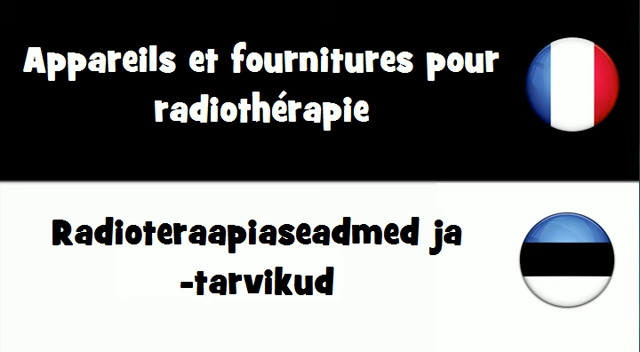 Appareils et fournitures pour
radiothérapie
Radioteraapiaseadmed ja
-tarvikud